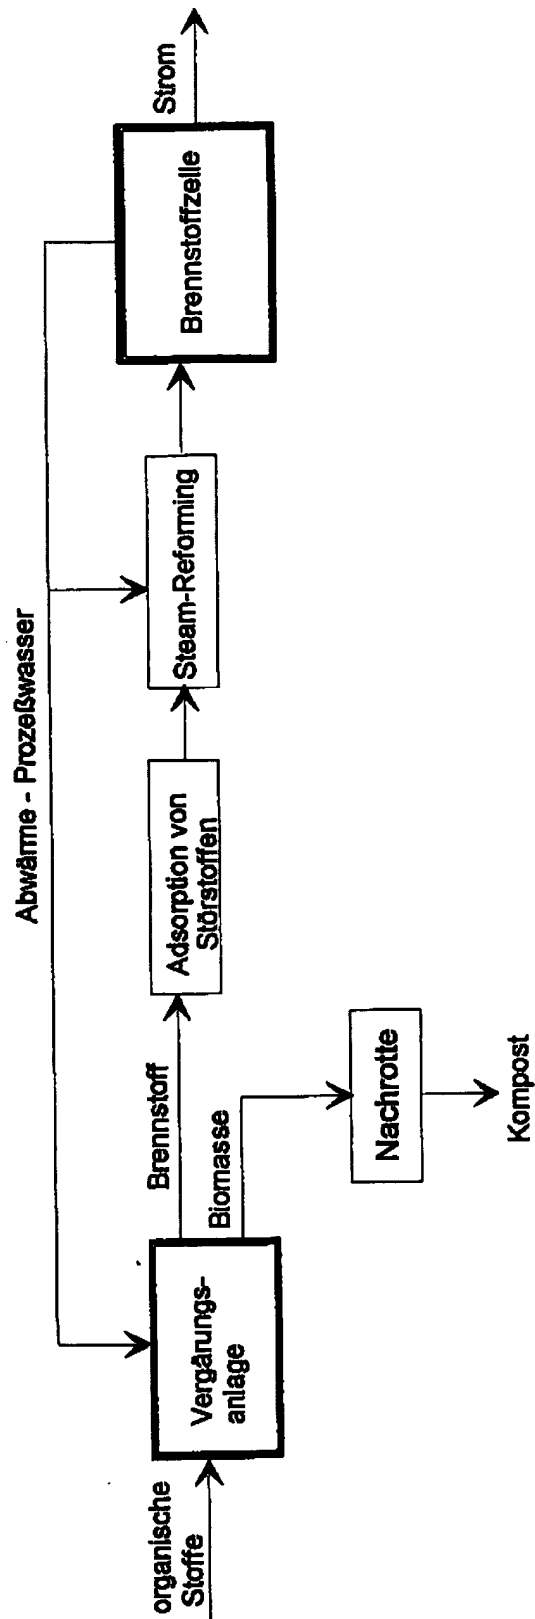 Abwärme - Prozeßwasser
organische
Stoffe
Vergärungs-
anlage
Brennstoff
Biomasse
Adsorption von
Störstoffen
Steam-Reforming
Brennstoffzelle
Strom
Nachrotte
Kompost